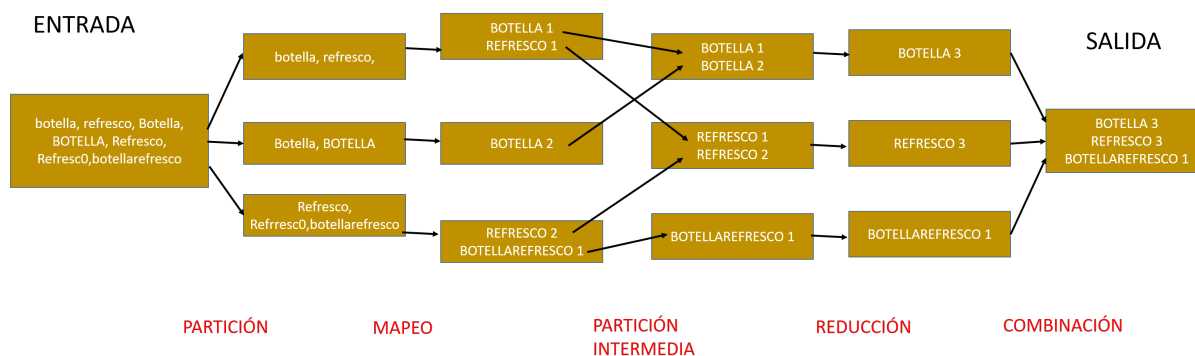 ENTRADA
botella, refresco, Botella,
BOTELLA, Refresco,
Refresc0,botellarefresco
botella, refresco,
Botella, BOTELLA
Refresco,
Refrresc0,botellarefresco
BOTELLA 1
REFRESCO 1
BOTELLA 2
REFRESCO 2
BOTELLAREFRESCO 1
BOTELLA 1
BOTELLA 2
REFRESCO 1
REFRESCO 2
BOTELLAREFRESCO 1
BOTELLA 3
REFRESCO 3
BOTELLAREFRESCO 1
SALIDA
BOTELLA 3
REFRESCO 3
BOTELLAREFRESCO 1
PARTICIÓN
MAPEO
PARTICIÓN
INTERMEDIA
REDUCCIÓN
COMBINACIÓN